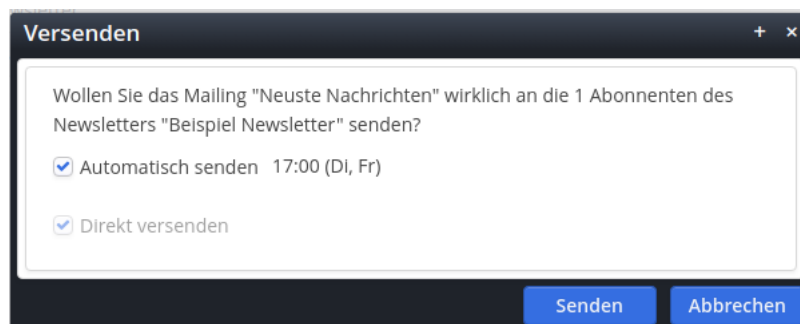 Versenden + ×
Wollen Sie das Mailing "Neuste Nachrichten" wirklich an die 1 Abonnenten des
Newsletters "Beispiel Newsletter" senden?
Automatisch senden 17:00 (Di, Fr)
Direkt versenden
Senden Abbrechen